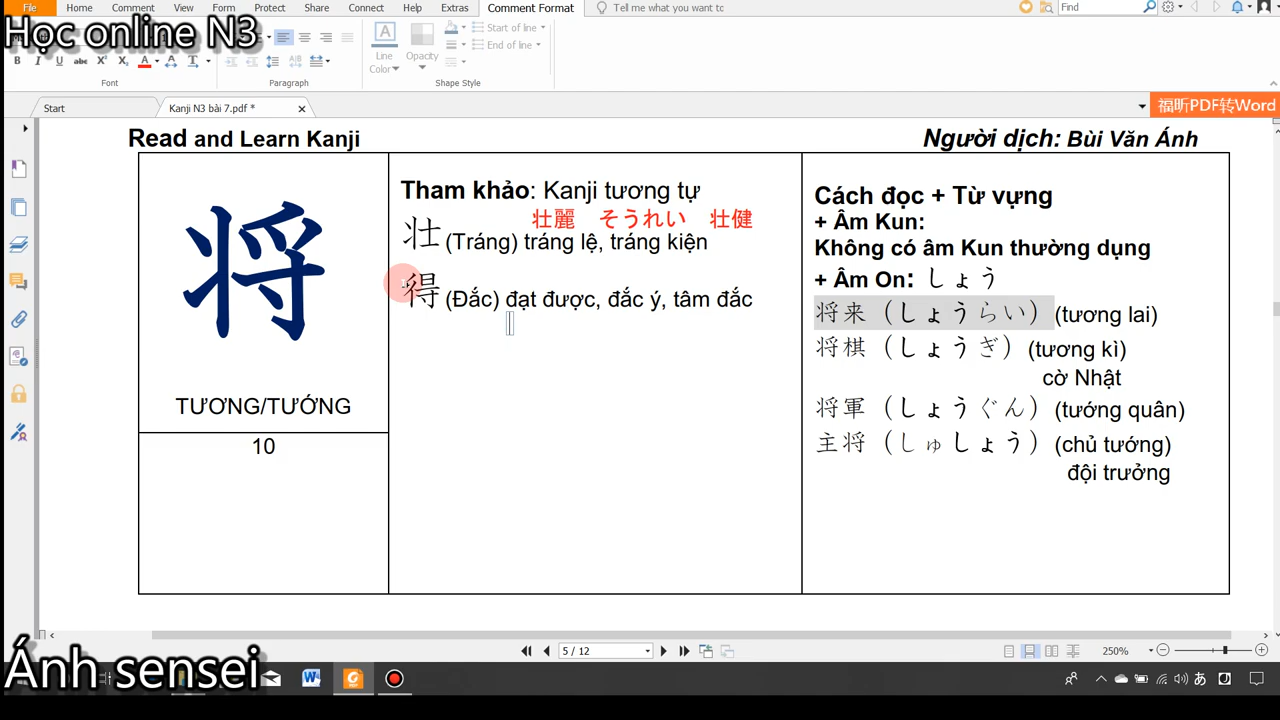 File Home Comment View Form Protect Share Connect Help Extras Comment Format Tell me what you want tc Find
Học online N3
Line Color Opacity Start of line End of line
Font Paragraph Shape Style
Start Kanji N3 bài 7.pdf * 福昕PDF转Word
Read and Learn Kanji Người dịch: Bùi Văn Ánh
将
TƯƠNG/TƯỚNG
10
Tham khảo: Kanji tương tự
壮麗 そうれい 壮健
壮 (Tráng) tráng lệ, tráng kiện
得 (Đắc) đạt được, đắc ý, tâm đắc
Cách đọc + Từ vựng
+ Âm Kun:
Không có âm Kun thường dụng
+ Âm On: しょう
将来（しょうらい）(tương lai)
将棋（しょうぎ）(tương kì)
cờ Nhật
将軍（しょうぐん）(tướng quân)
主将（しゅしょう）(chủ tướng)
đội trưởng
5 / 12 250%
Ánh sensei
あ